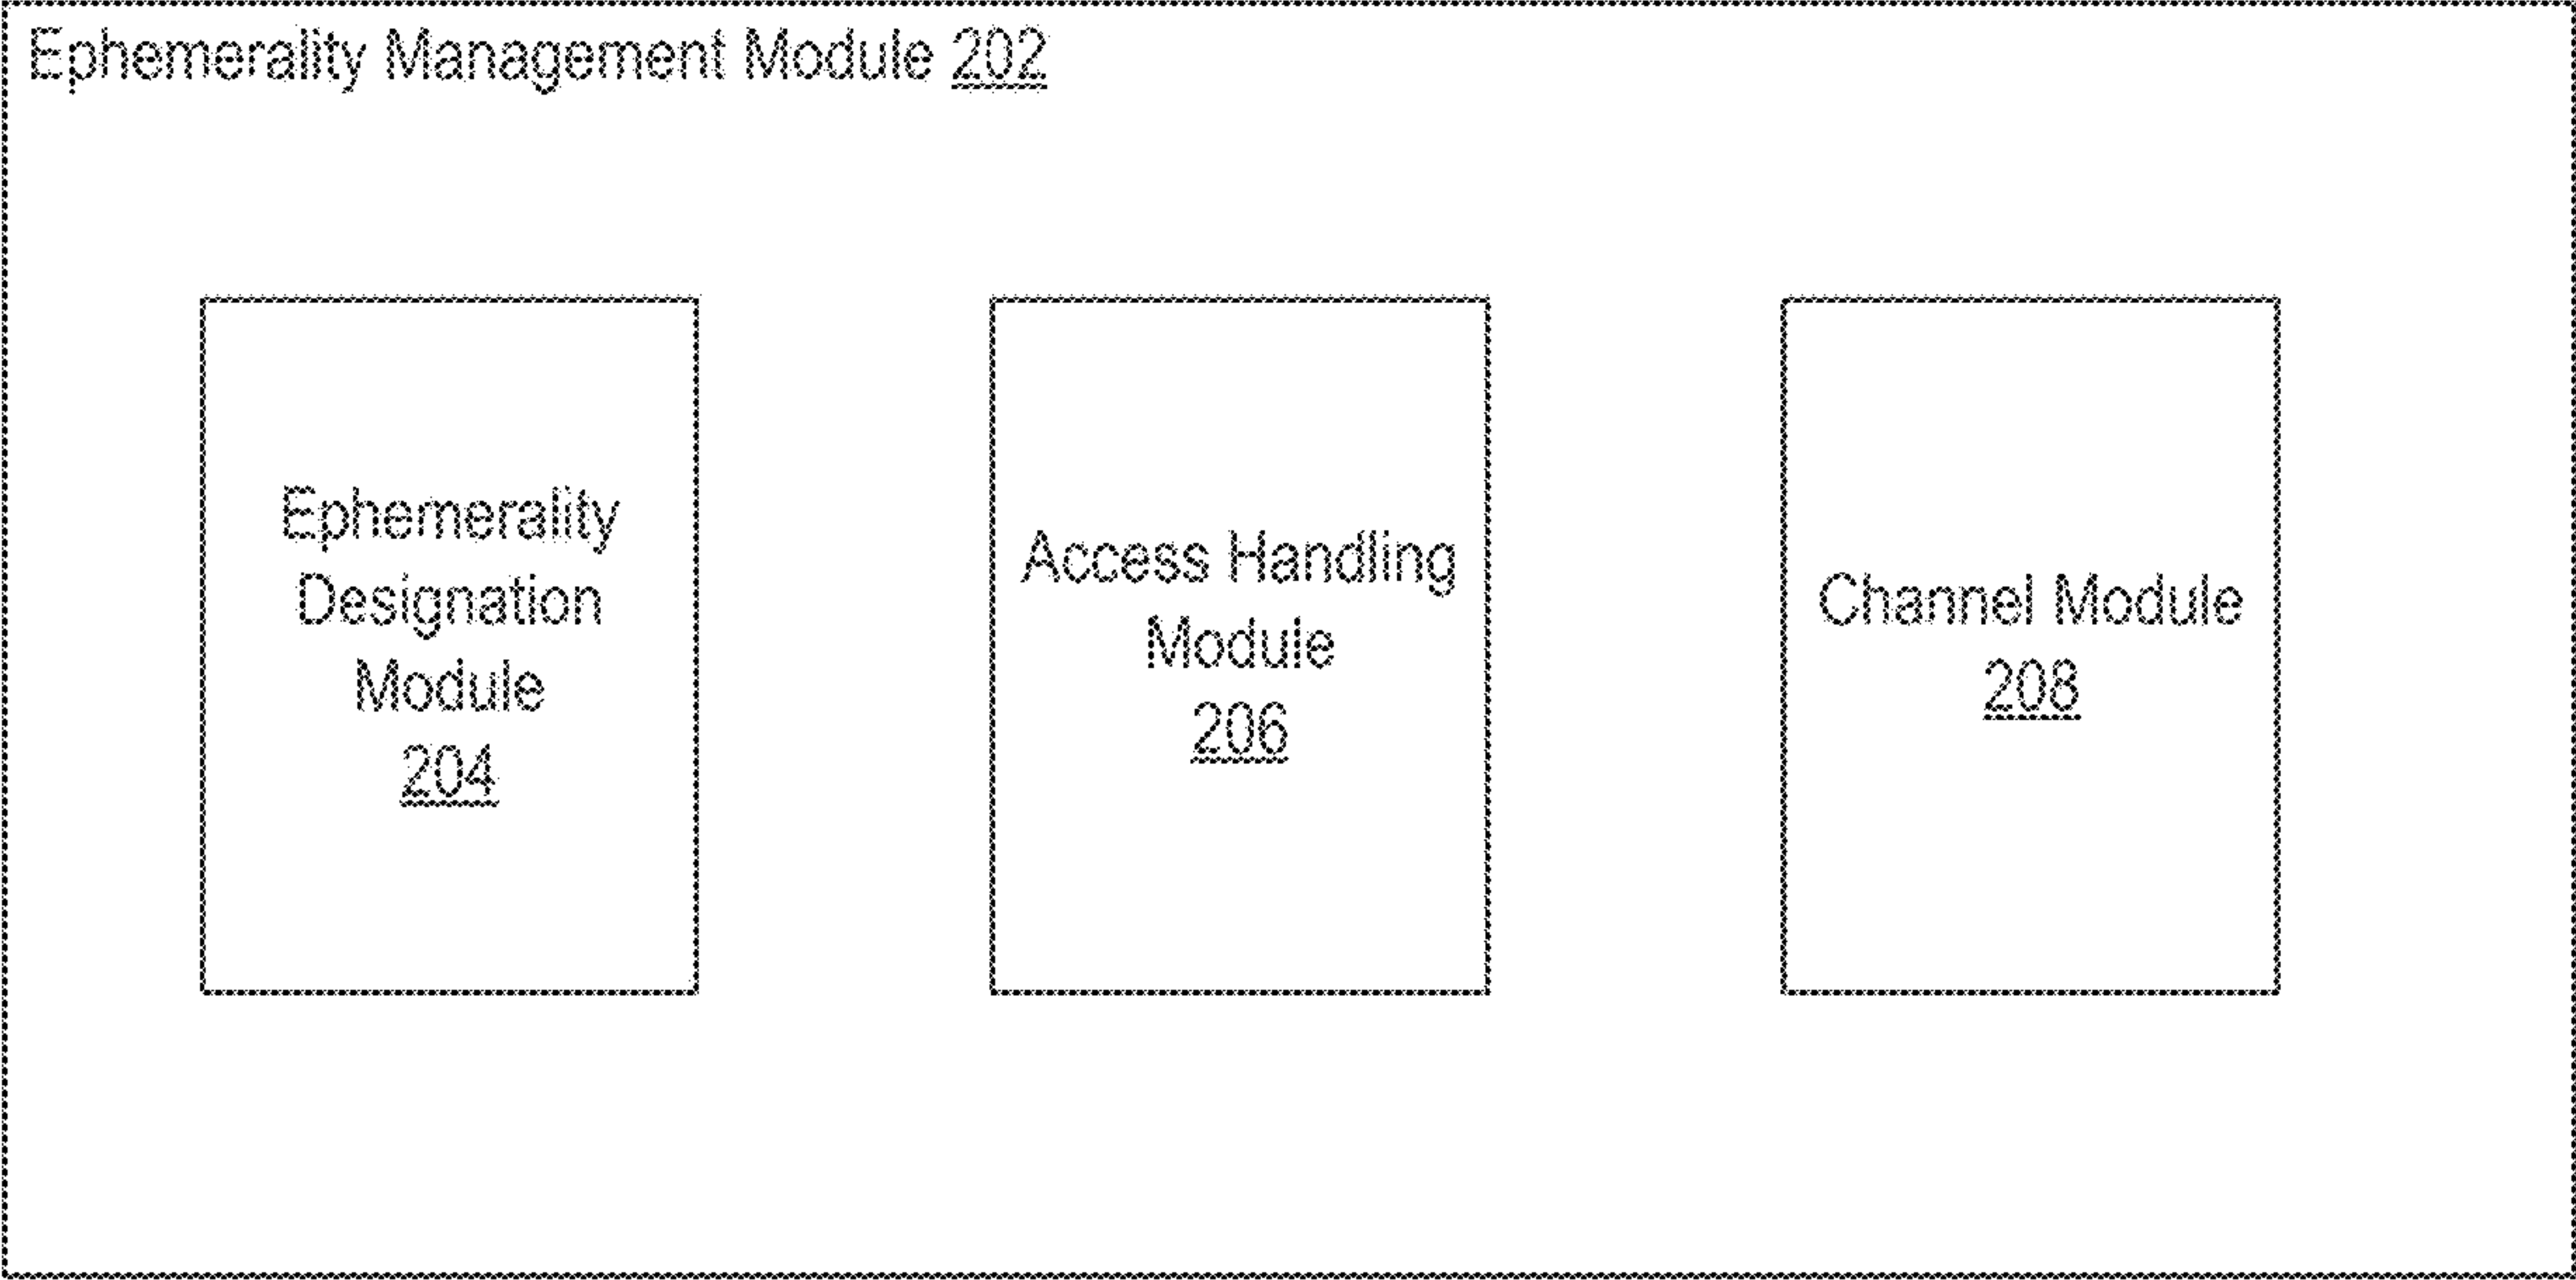 Ephemerality Management Module 202
Ephemerality
Designation
Module
204
Access Handling
Module
206
Channel Module
208